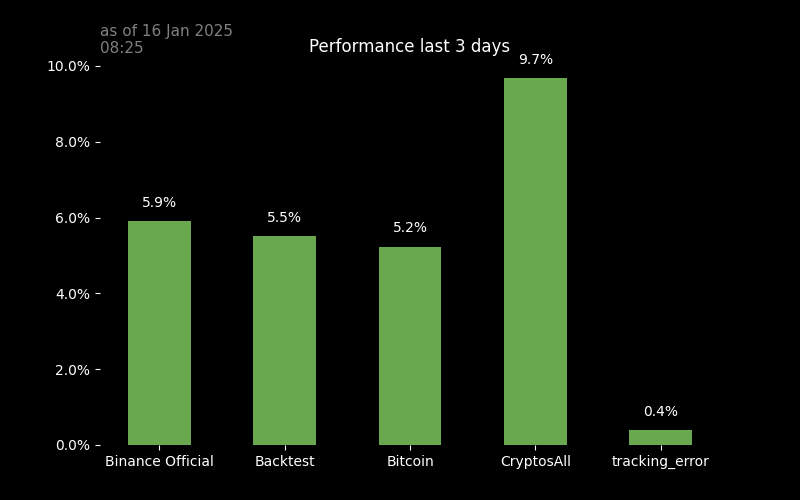 as of 16 Jan 2025
08:25
Performance last 3 days
10.0%
8.0%
6.0%
4.0%
2.0%
0.0%
5.9%
5.5%
5.2%
9.7%
0.4%
Binance Official
Backtest
Bitcoin
CryptosAll
tracking_error